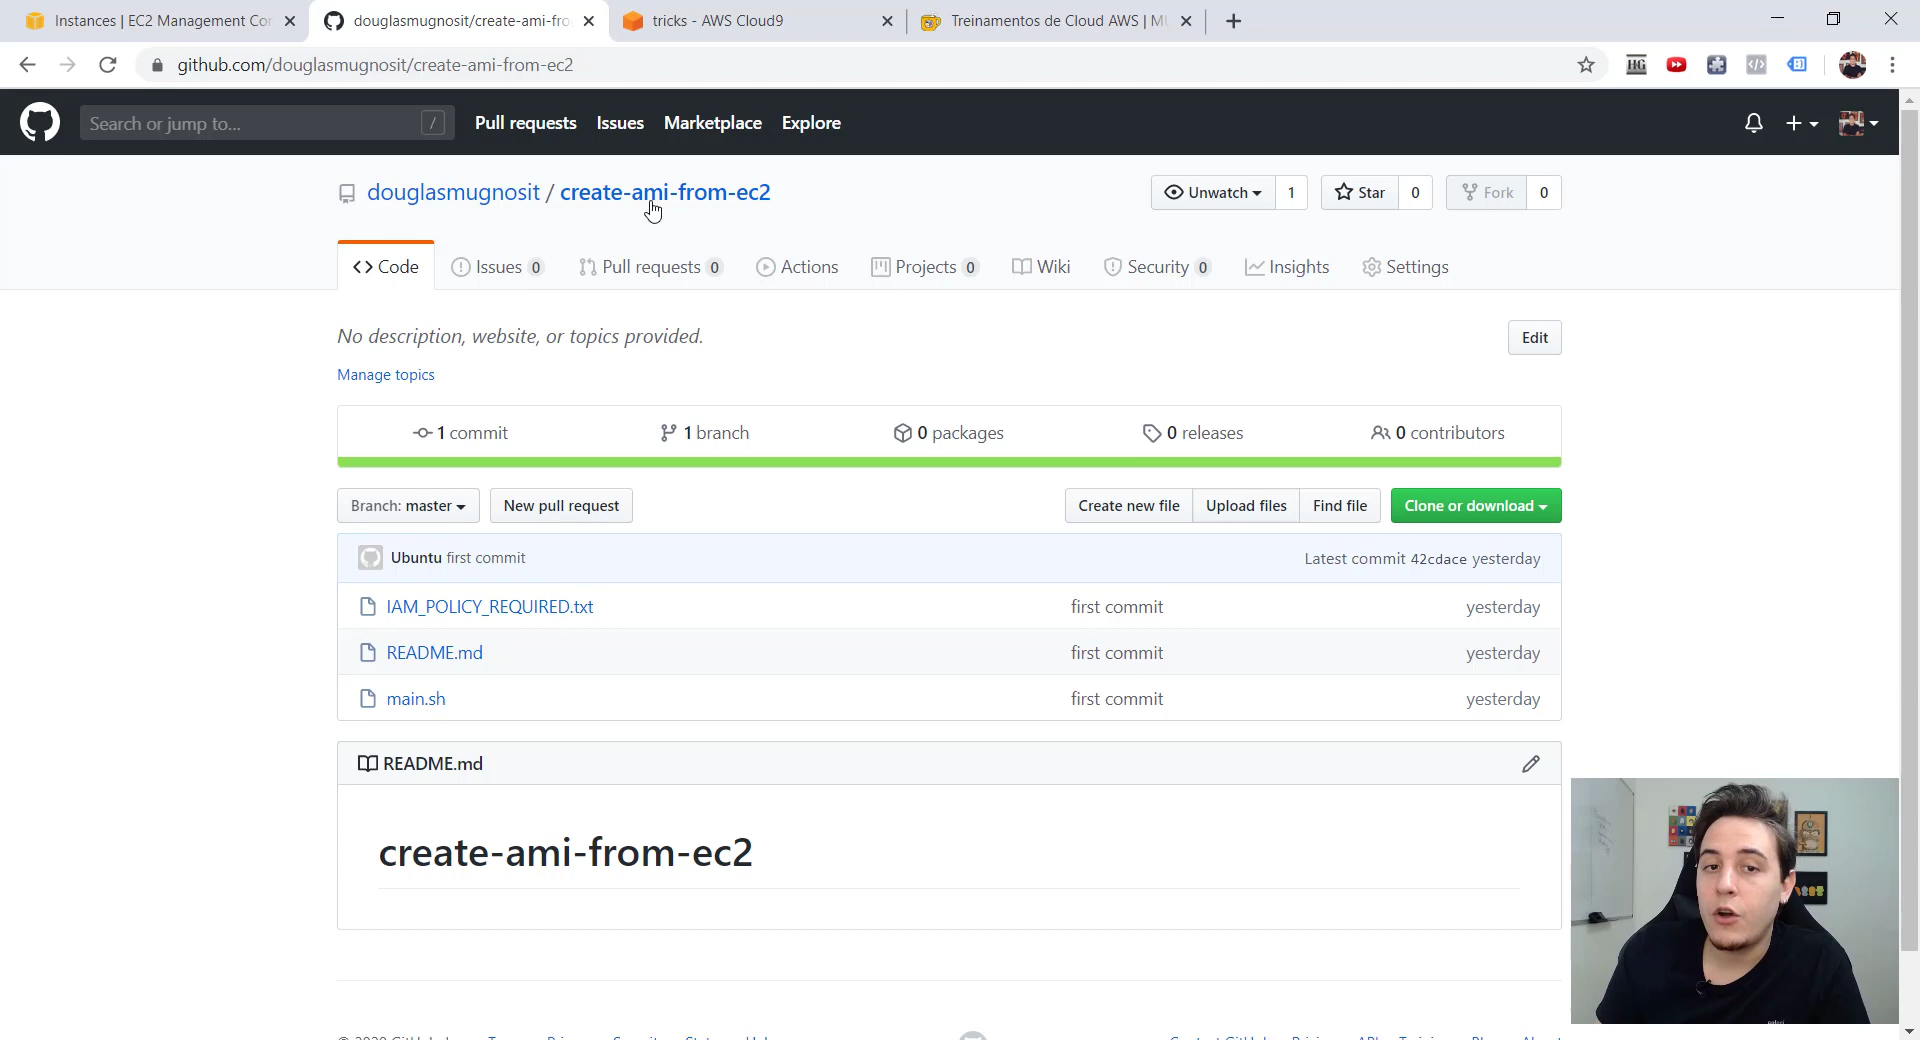 Instances | EC2 Management Con
douglasmugnosit/create-ami-fro
tricks - AWS Cloud9
Treinamentos de Cloud AWS | M
github.com/douglasmugnosit/create-ami-from-ec2
HG
Search or jump to...
/
Pull requests
Issues
Marketplace
Explore
douglasmugnosit / create-ami-from-ec2
Unwatch 1
Star 0
Fork 0
Code
Issues 0
Pull requests 0
Actions
Projects 0
Wiki
Security 0
Insights
Settings
No description, website, or topics provided.
Edit
Manage topics
1 commit
1 branch
0 packages
0 releases
0 contributors
Branch: master
New pull request
Create new file
Upload files
Find file
Clone or download
Ubuntu first commit
Latest commit 42cdace yesterday
IAM_POLICY_REQUIRED.txt first commit yesterday
README.md first commit yesterday
main.sh first commit yesterday
README.md
create-ami-from-ec2